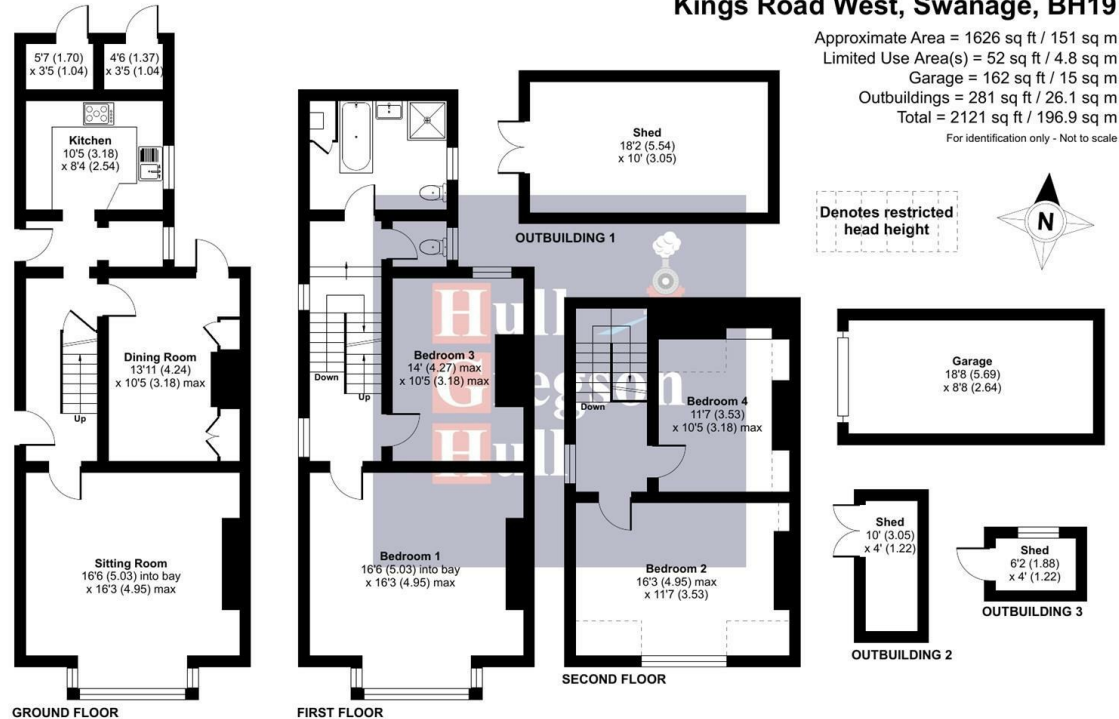 Kings Road West, Swanage, BH19
Approximate Area = 1626 sq ft / 151 sq m
Limited Use Area(s) = 52 sq ft / 4.8 sq m
Garage = 162 sq ft / 15 sq m
Outbuildings = 281 sq ft / 26.1 sq m
Total = 2121 sq ft / 196.9 sq m
For identification only - Not to scale
Denotes restricted
head height
N
5'7 (1.70)
x 3'5 (1.04)
4'6 (1.37)
x 3'5 (1.04)
Kitchen
10'5 (3.18)
x 8'4 (2.54)
Dining Room
13'11 (4.24)
x 10'5 (3.18) max
Up
Sitting Room
16'6 (5.03) into bay
x 16'3 (4.95) max
GROUND FLOOR
Down
Up
Bedroom 3
14' (4.27) max
x 10'5 (3.18) max
Bedroom 1
16'6 (5.03) into bay
x 16'3 (4.95) max
FIRST FLOOR
Shed
18'2 (5.54)
x 10' (3.05)
OUTBUILDING 1
Hull
Gregson
Hull
Down
Bedroom 4
11'7 (3.53)
x 10'5 (3.18) max
Bedroom 2
16'3 (4.95) max
x 11'7 (3.53)
SECOND FLOOR
Garage
18'8 (5.69)
x 8'8 (2.64)
Shed
10' (3.05)
x 4' (1.22)
OUTBUILDING 2
Shed
6'2 (1.88)
x 4' (1.22)
OUTBUILDING 3